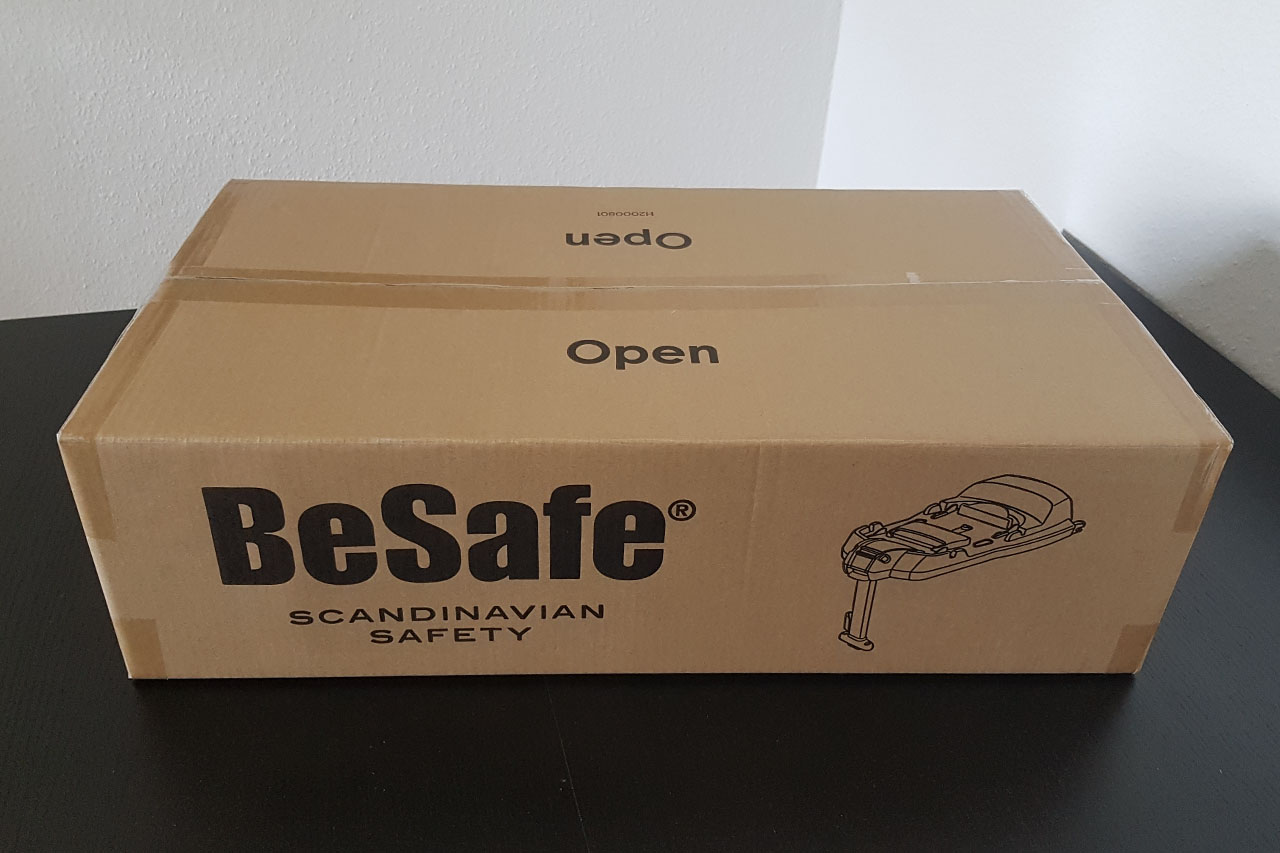 H2000801
Open
Open
BeSafe®
SCANDINAVIAN
SAFETY